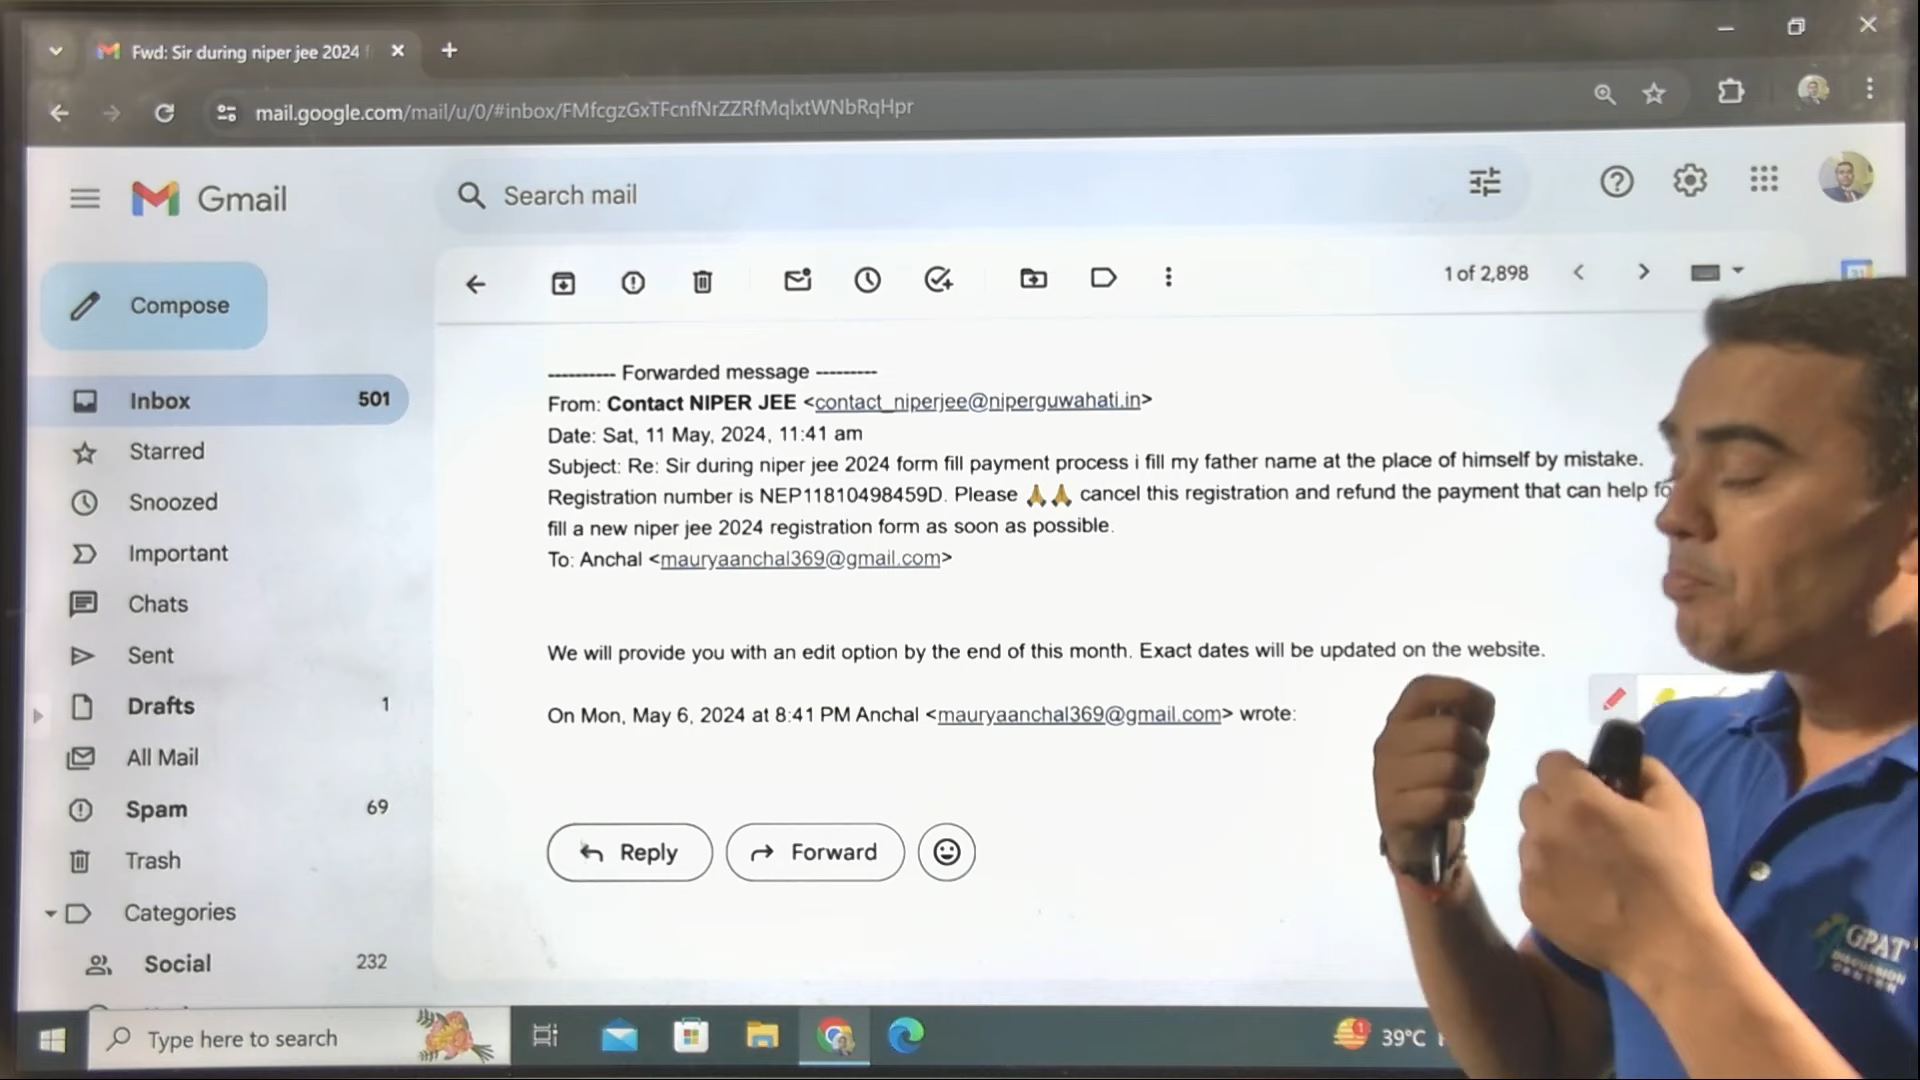 Fwd: Sir during niper jee 2024
mail.google.com/mail/u/0/#inbox/FMfcgzGxTFcnfNrZZRfMqlxtWNbRqHpr
Gmail
Search mail
Compose
1 of 2,898
Inbox 501
Starred
Snoozed
Important
Chats
Sent
Drafts 1
All Mail
Spam 69
Trash
Categories
Social 232
---------- Forwarded message ---------
From: Contact NIPER JEE <contact_niperjee@niperguwahati.in>
Date: Sat, 11 May, 2024, 11:41 am
Subject: Re: Sir during niper jee 2024 form fill payment process i fill my father name at the place of himself by mistake.
Registration number is NEP11810498459D. Please 🙏🙏 cancel this registration and refund the payment that can help
fill a new niper jee 2024 registration form as soon as possible.
To: Anchal <mauryaanchal369@gmail.com>
We will provide you with an edit option by the end of this month. Exact dates will be updated on the website.
On Mon, May 6, 2024 at 8:41 PM Anchal <mauryaanchal369@gmail.com> wrote:
Reply
Forward
Type here to search
39°C
GPAT
DISCUSSION
CENTER